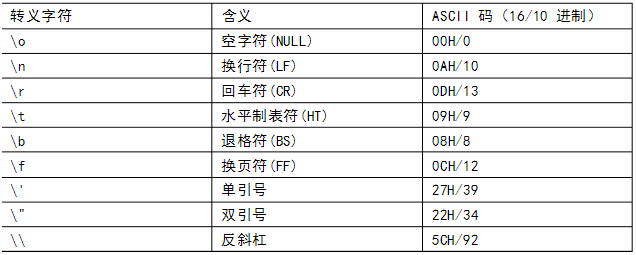 转义字符 含义 ASCII 码（16/10 进制）
\o 空字符(NULL) 00H/0
\n 换行符(LF) 0AH/10
\r 回车符(CR) 0DH/13
\t 水平制表符(HT) 09H/9
\b 退格符(BS) 08H/8
\f 换页符(FF) 0CH/12
\' 单引号 27H/39
\" 双引号 22H/34
\\ 反斜杠 5CH/92